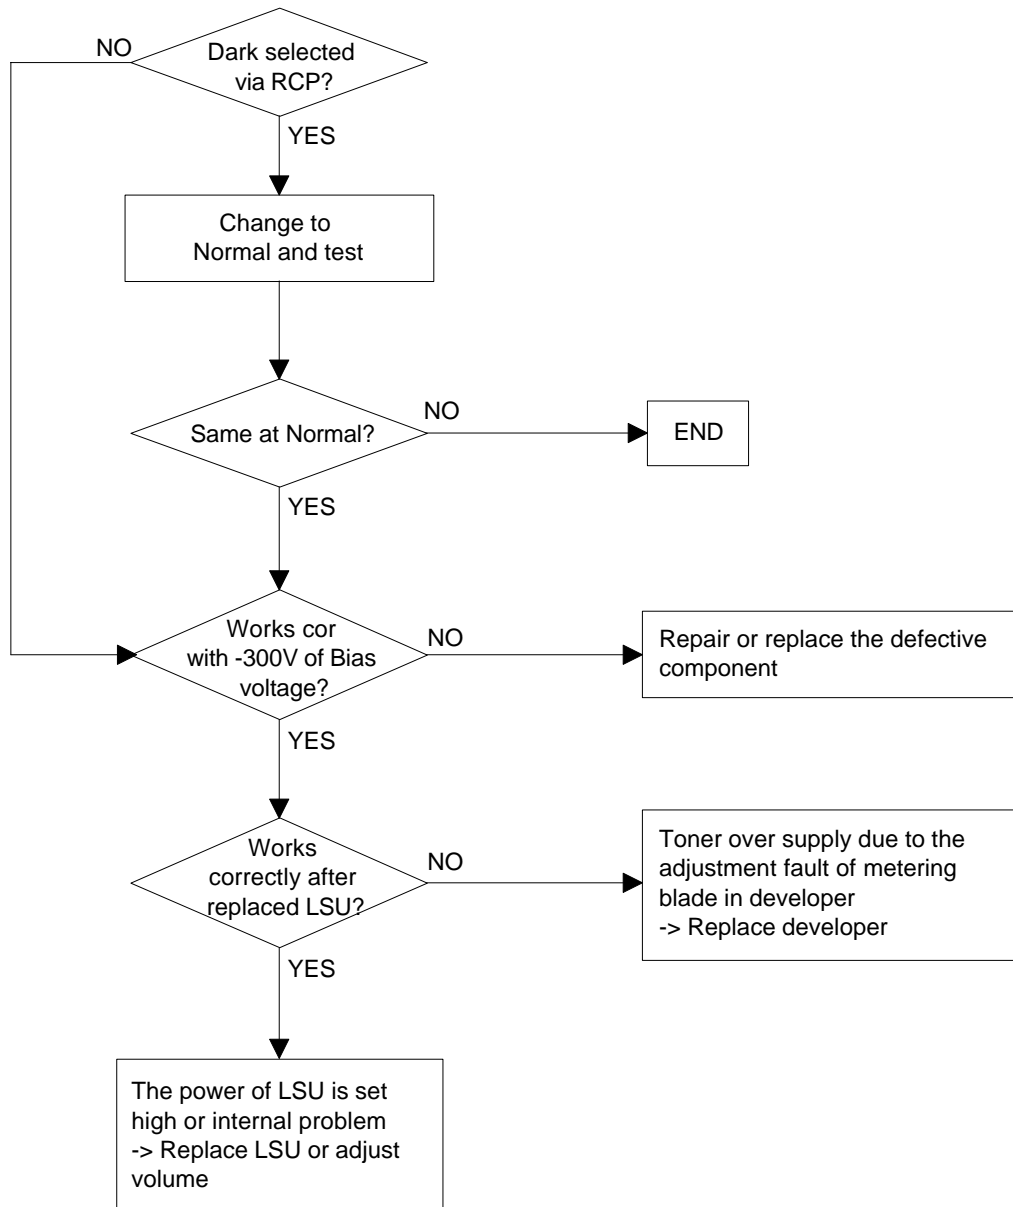 NO
Dark selected
via RCP?
YES
Change to
Normal and test
Same at Normal?
NO
END
YES
Works cor
with -300V of Bias
voltage?
NO
Repair or replace the defective
component
YES
Works
correctly after
replaced LSU?
NO
Toner over supply due to the
adjustment fault of metering
blade in developer
-> Replace developer
YES
The power of LSU is set
high or internal problem
-> Replace LSU or adjust
volume